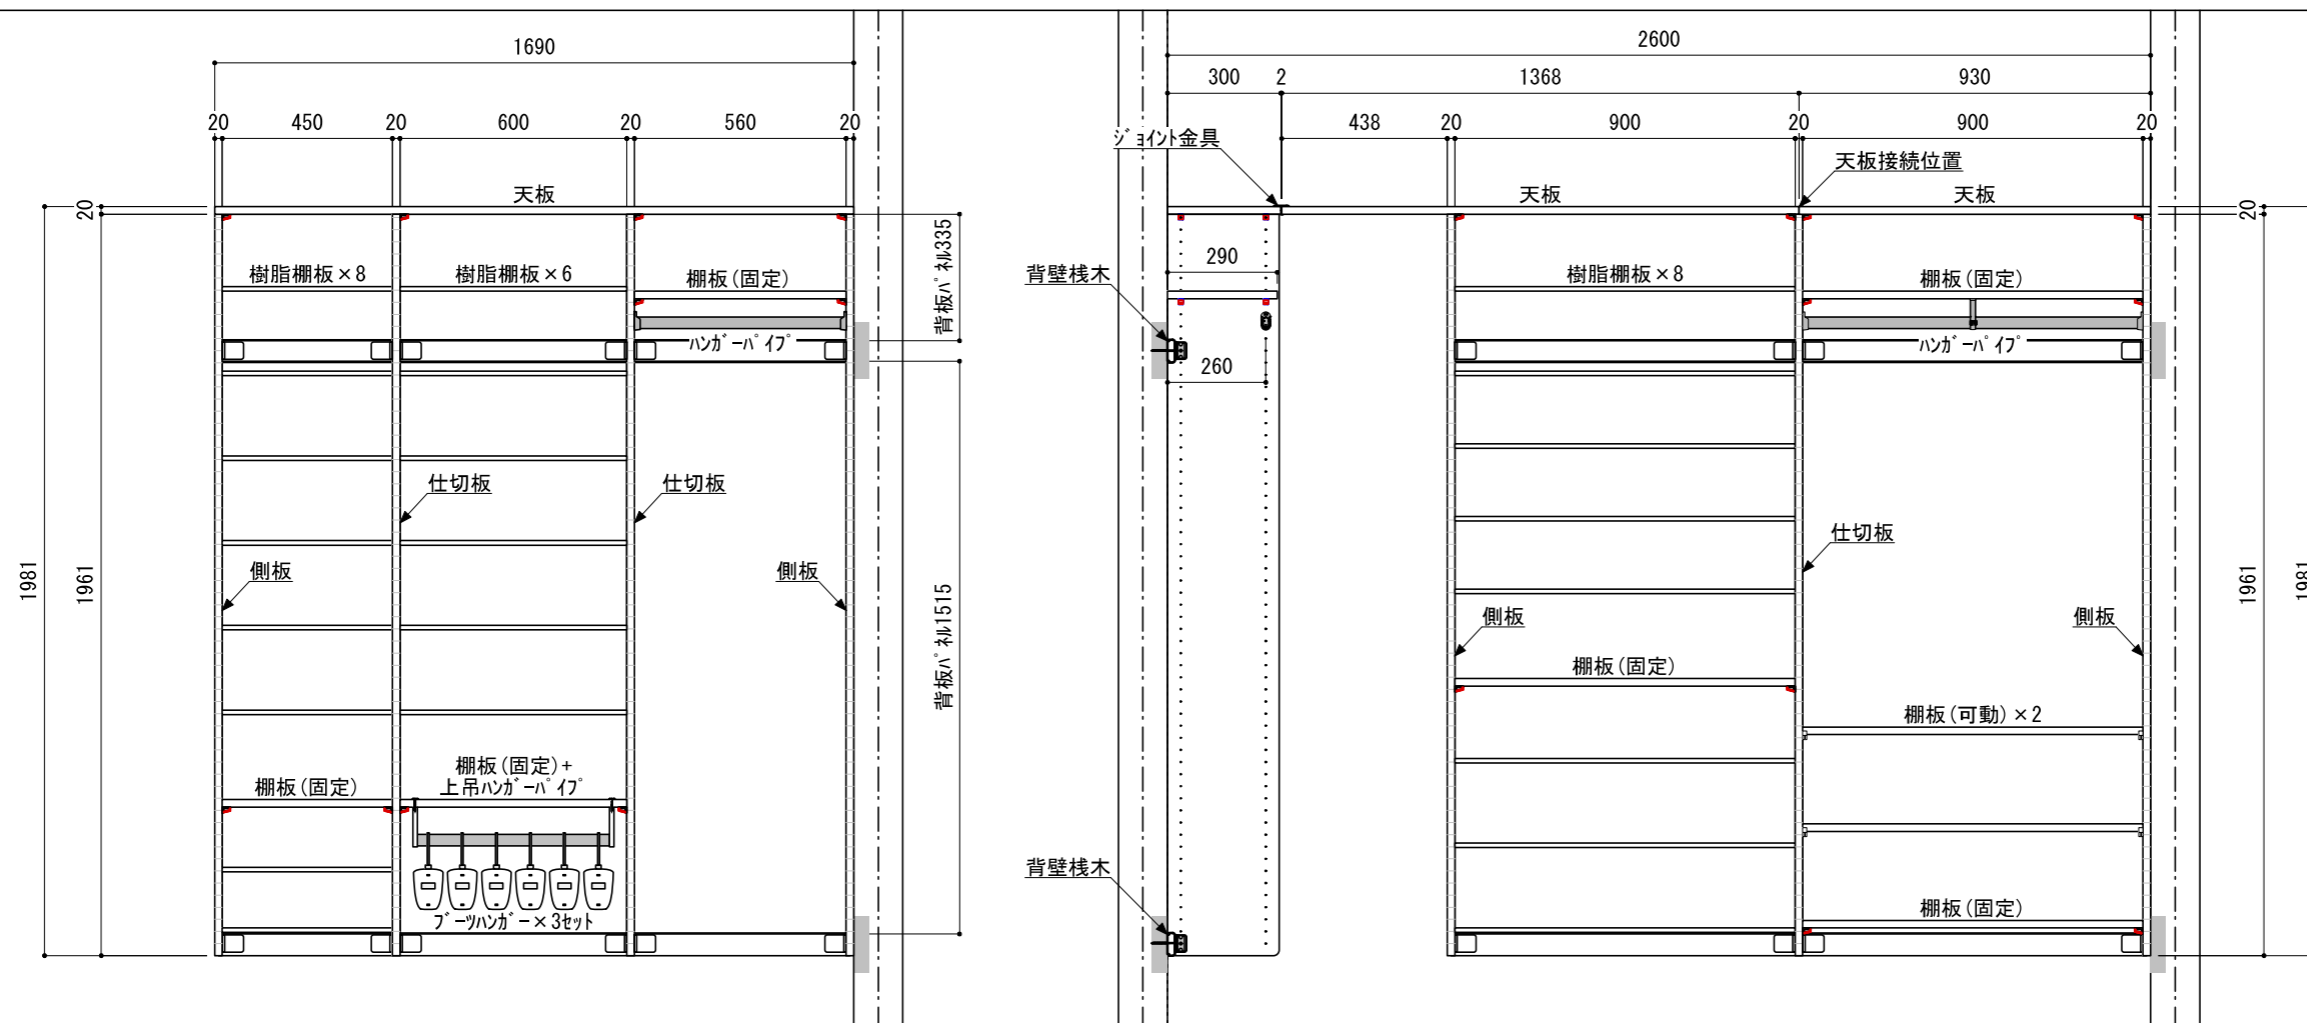 1690
20 450 20 600 20 560 20
天板
20
1981
1961
樹脂棚板×8
樹脂棚板×6
棚板(固定)
背板パネル335
ハンガーパイプ
仕切板
仕切板
側板
側板
背板パネル1515
棚板(固定)
棚板(固定)+
上吊ハンガーパイプ
ブーツハンガー×3セット
2600
300 2 1368 930
438 20 900 20 900 20
ジョイント金具
天板接続位置
天板
天板
20
290
背壁桟木
樹脂棚板×8
棚板(固定)
ハンガーパイプ
260
仕切板
側板
側板
1961
1981
棚板(固定)
棚板(可動)×2
背壁桟木
棚板(固定)